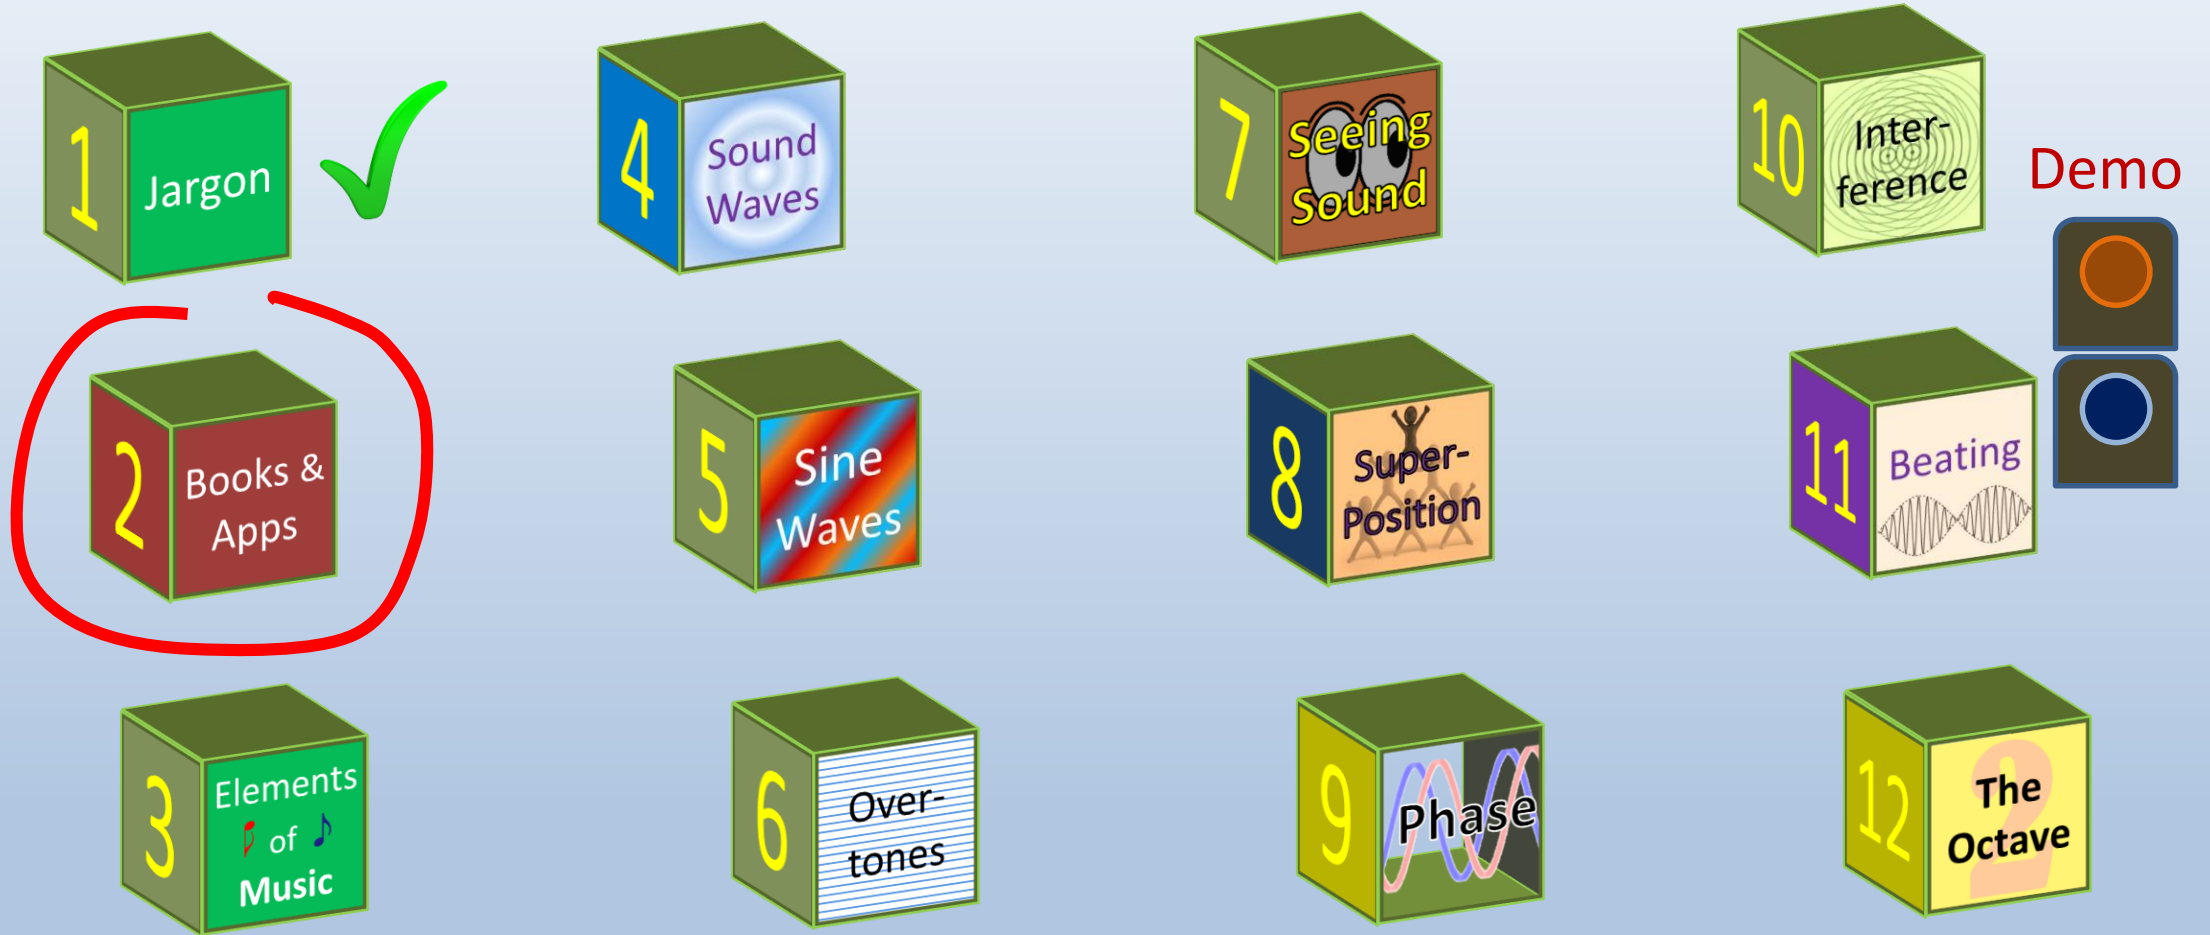 1
Jargon
2
Books &
Apps
3
Elements
of
Music
4
Sound
Waves
5
Sine
Waves
6
Over-
tones
7
Seeing
Sound
8
Super-
Position
9
Phase
10
Inter-
ference
Demo
11
Beating
12
2
The
Octave